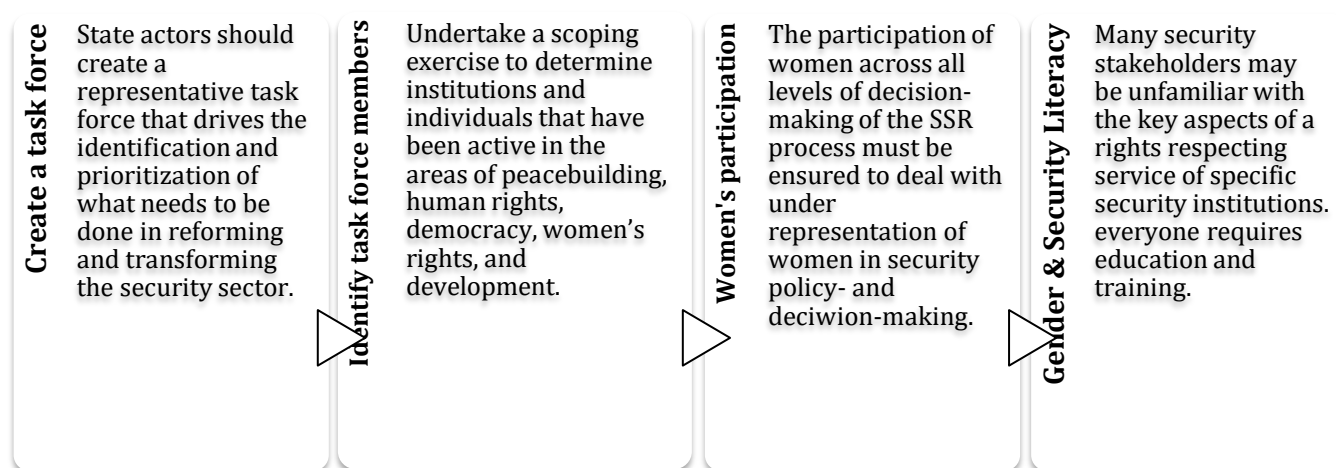 Create a task force
State actors should
create a
representative task
force that drives the
identification and
prioritization of
what needs to be
done in reforming
and transforming
the security sector.
Identify task force members
Undertake a scoping
exercise to determine
institutions and
individuals that have
been active in the
areas of peacebuilding,
human rights,
democracy, women’s
rights, and
development.
Women's participation
The participation of
women across all
levels of decision-
making of the SSR
process must be
ensured to deal with
under
representation of
women in security
policy- and
deciwion-making.
Gender & Security Literacy
Many security
stakeholders may
be unfamiliar with
the key aspects of a
rights respecting
service of specific
security institutions.
everyone requires
education and
training.